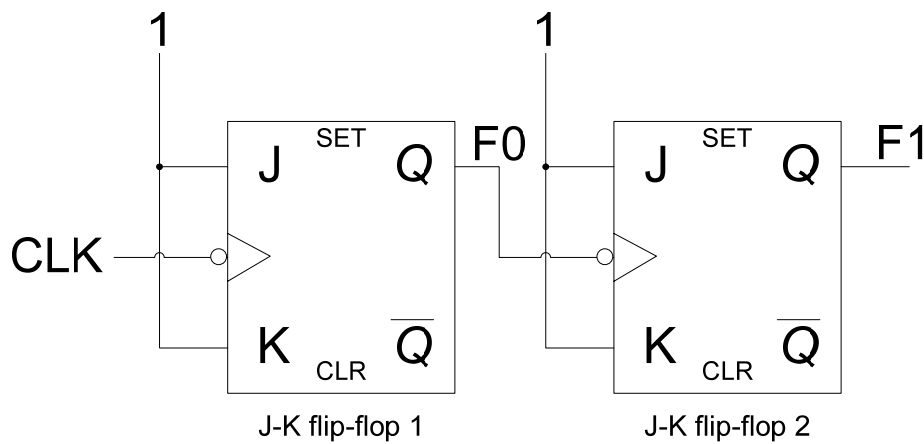 1 1
SET SET
J Q F0 J Q F1
CLK
K Q K Q
CLR CLR
J-K flip-flop 1 J-K flip-flop 2